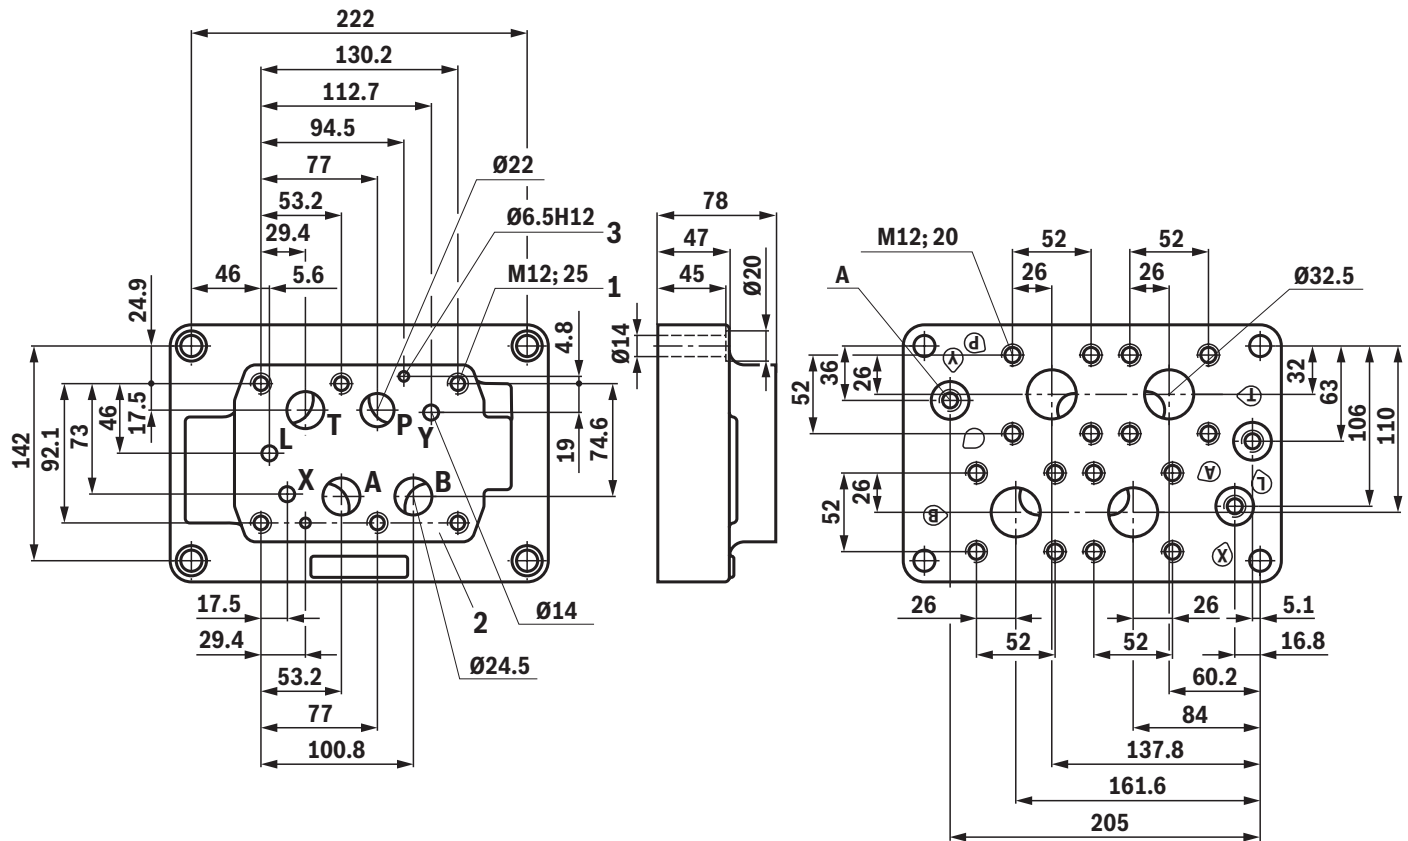 222
130.2
112.7
94.5
77
Ø22
53.2
Ø6.5H12
3
29.4
46
5.6
M12; 25
1
24.9
4.8
142
92.1
73
46
17.5
19
74.6
T
P
Y
L
X
A
B
17.5
29.4
53.2
77
100.8
2
Ø14
Ø24.5
78
47
45
Ø20
Ø14
M12; 20
52
52
26
26
A
Ø32.5
P
Y
T
A
L
B
X
52
36
26
52
26
32
63
106
110
26
26
5.1
52
52
16.8
60.2
84
137.8
161.6
205